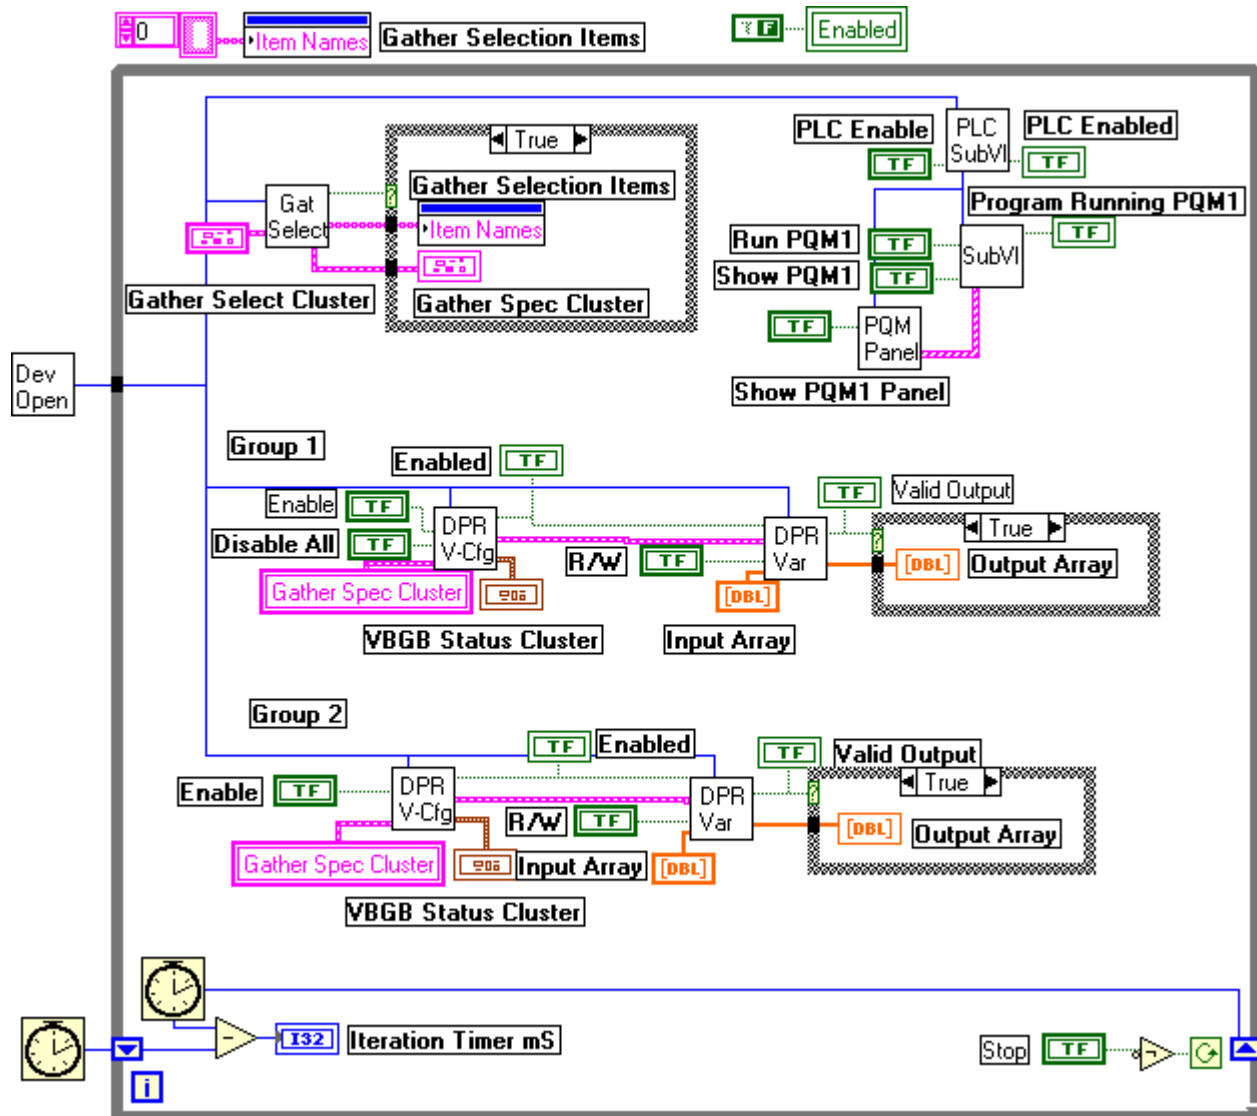 0
Item Names
Gather Selection Items
F
Enabled
True
Gather Selection Items
Item Names
Gat
Select
Gather Select Cluster
Gather Spec Cluster
PLC Enable
TF
PLC
SubVI
PLC Enabled
TF
Program Running PQM1
TF
Run PQM1
TF
Show PQM1
TF
SubVI
TF
PQM
Panel
Show PQM1 Panel
Dev
Open
Group 1
Enabled
TF
Enable
TF
Disable All
TF
DPR
V-Cfg
Gather Spec Cluster
VBGB Status Cluster
R/W
TF
DPR
Var
[DBL]
Input Array
TF
Valid Output
True
[DBL]
Output Array
Group 2
TF
Enabled
Enable
TF
DPR
V-Cfg
Gather Spec Cluster
VBGB Status Cluster
R/W
TF
Input Array
[DBL]
DPR
Var
TF
Valid Output
True
[DBL]
Output Array
I32
Iteration Timer mS
i
Stop
TF